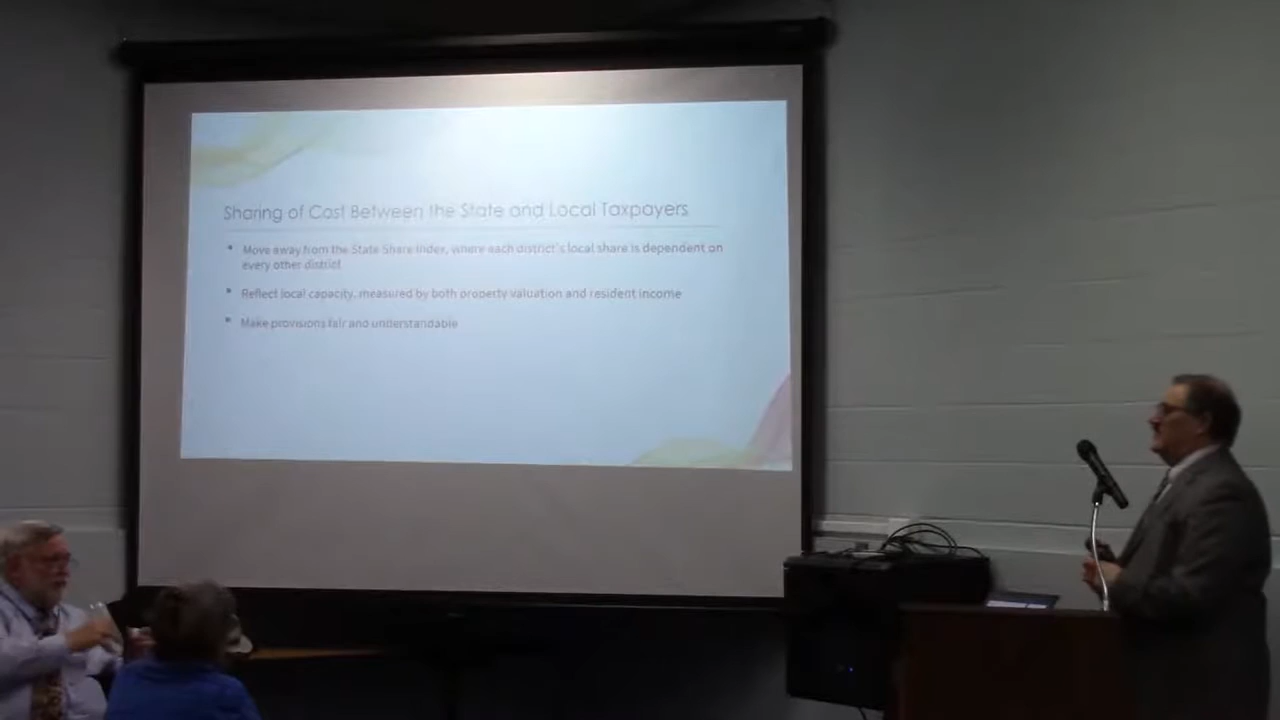 Sharing of Cost Between the State and Local Taxpayers
Move away from the State Share Index, where each district's local share is dependent on
every other district
Reflect local capacity, measured by both property valuation and resident income
Make provisions fair and understandable